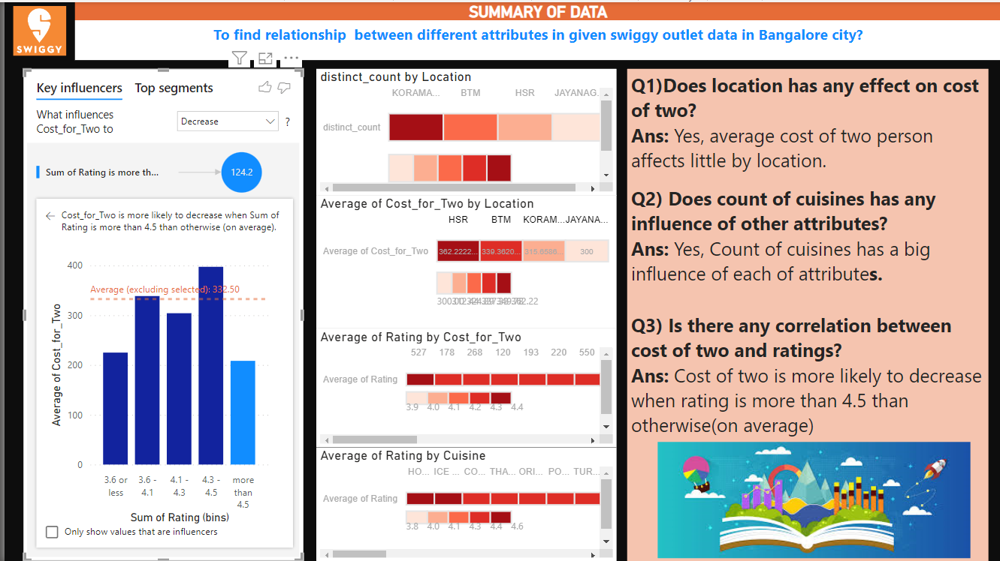 SUMMARY OF DATA
SWIGGY
To find relationship between different attributes in given swiggy outlet data in Bangalore city?
Key influencers Top segments
What influences
Cost_for_Two to
Decrease
?
Sum of Rating is more th...
124.2
Cost_for_Two is more likely to decrease when Sum of
Rating is more than 4.5 than otherwise (on average).
400
300
200
100
0
Average (excluding selected): 332.50
Average of Cost_for_Two
3.6 or
less
3.6 -
4.1
4.1 -
4.3
4.3 -
4.5
more
than
4.5
Sum of Rating (bins)
Only show values that are influencers
distinct_count by Location
KORAMA... BTM HSR JAYANAG.
distinct_count
Average of Cost_for_Two by Location
HSR BTM KORAM... JAYANA...
Average of Cost_for_Two
362.2222... 339.3620... 315.6586... 300
Average of Rating by Cost_for_Two
527 178 268 120 193 220 550
Average of Rating
3.9 4.0 4.1 4.2 4.3 4.4
Average of Rating by Cuisine
HO... ICE ... CO... THA... ORI... PO... TUR...
Average of Rating
3.8 4.0 4.1 4.3 4.4 4.6
Q1)Does location has any effect on cost
of two?
Ans: Yes, average cost of two person
affects little by location.
Q2) Does count of cuisines has any
influence of other attributes?
Ans: Yes, Count of cuisines has a big
influence of each of attributes.
Q3) Is there any correlation between
cost of two and ratings?
Ans: Cost of two is more likely to decrease
when rating is more than 4.5 than
otherwise(on average)